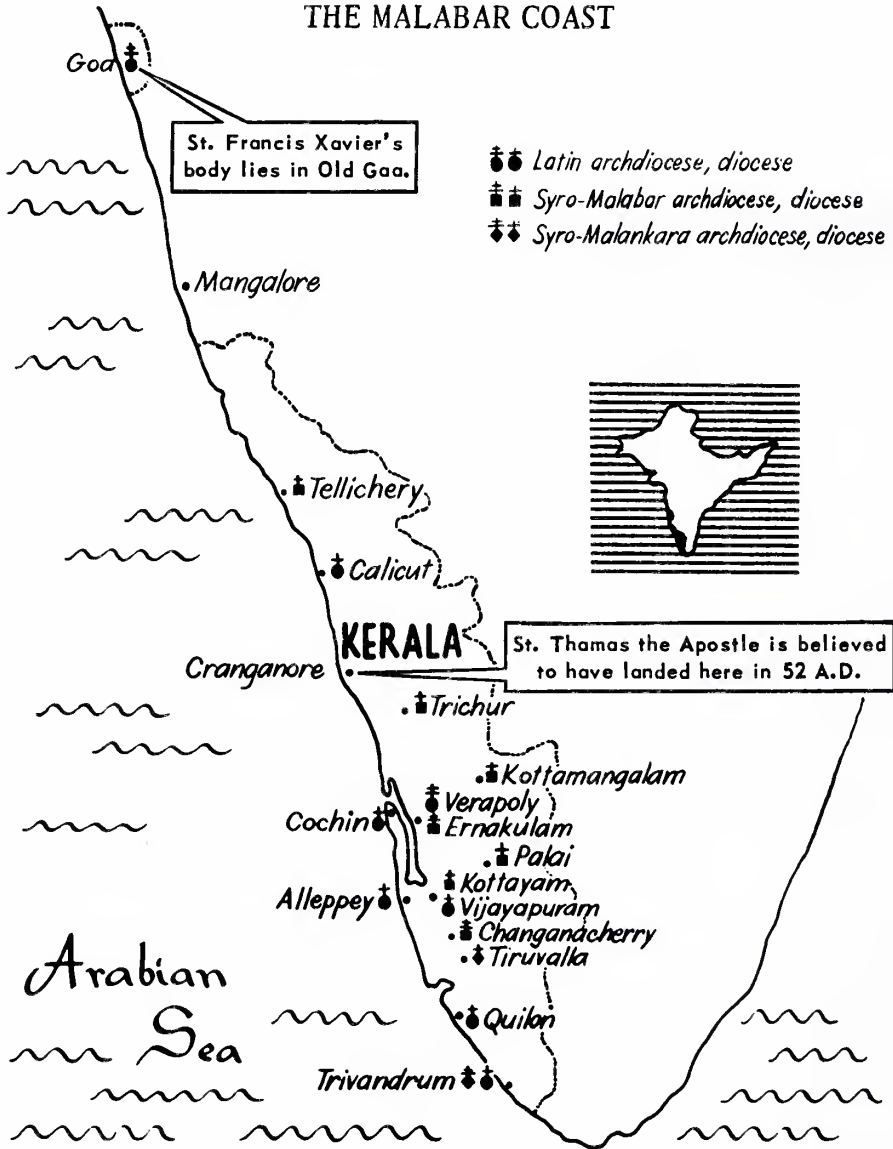 THE MALABAR COAST
Goa
St. Francis Xavier's
body lies in Old Gaa.
Latin archdiocese, diocese
Syro-Malabar archdiocese, diocese
Syro-Malankara archdiocese, diocese
Mangalore
Tellichery
Calicut
KERALA
St. Thamas the Apostle is believed
to have landed here in 52 A.D.
Cranganore
Trichur
Kottamangalam
Verapoly
Cochin
Ernakulam
Palai
Kottayam
Alleppey
Vijayapuram
Changanacherry
Tiruvalla
Arabian
Sea
Quilon
Trivandrum